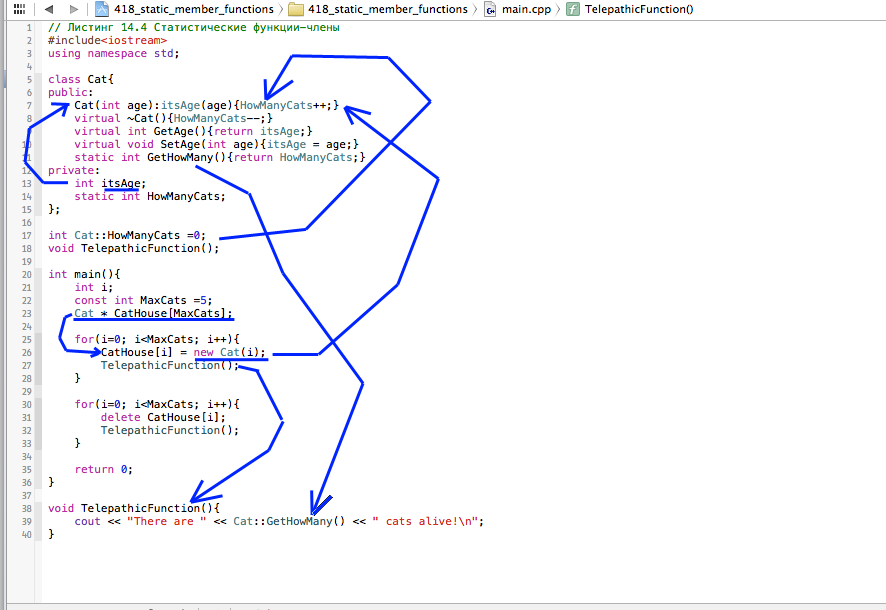 418_static_member_functions 418_static_member_functions main.cpp TelepathicFunction()
1 // Листинг 14.4 Статистические функции-члены
2 #include<iostream>
3 using namespace std;
4
5 class Cat{
6 public:
7 Cat(int age):itsAge(age){HowManyCats++;}
8 virtual ~Cat(){HowManyCats--;}
9 virtual int GetAge(){return itsAge;}
10 virtual void SetAge(int age){itsAge = age;}
11 static int GetHowMany(){return HowManyCats;}
12 private:
13 int itsAge;
14 static int HowManyCats;
15 };
16
17 int Cat::HowManyCats =0;
18 void TelepathicFunction();
19
20 int main(){
21 int i;
22 const int MaxCats =5;
23 Cat * CatHouse[MaxCats];
24
25 for(i=0; i<MaxCats; i++){
26 CatHouse[i] = new Cat(i);
27 TelepathicFunction();
28 }
29
30 for(i=0; i<MaxCats; i++){
31 delete CatHouse[i];
32 TelepathicFunction();
33 }
34
35 return 0;
36 }
37
38 void TelepathicFunction(){
39 cout << "There are " << Cat::GetHowMany() << " cats alive!\n";
40 }